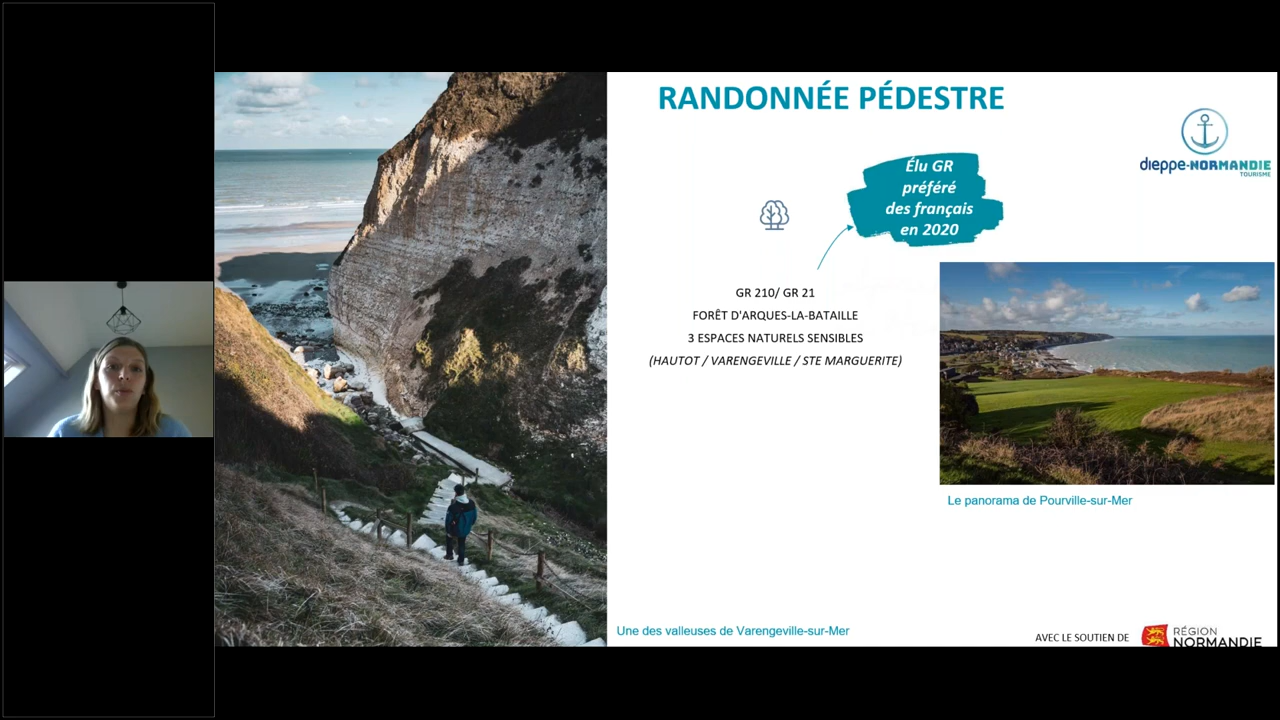 RANDONNÉE PÉDESTRE
dieppe-NORMANDIE
TOURISME
Élu GR
préféré
des français
en 2020
GR 210/ GR 21
FORÊT D'ARQUES-LA-BATAILLE
3 ESPACES NATURELS SENSIBLES
(HAUTOT / VARENGEVILLE / STE MARGUERITE)
Le panorama de Pourville-sur-Mer
Une des valleuses de Varengeville-sur-Mer
AVEC LE SOUTIEN DE
RÉGION
NORMANDIE